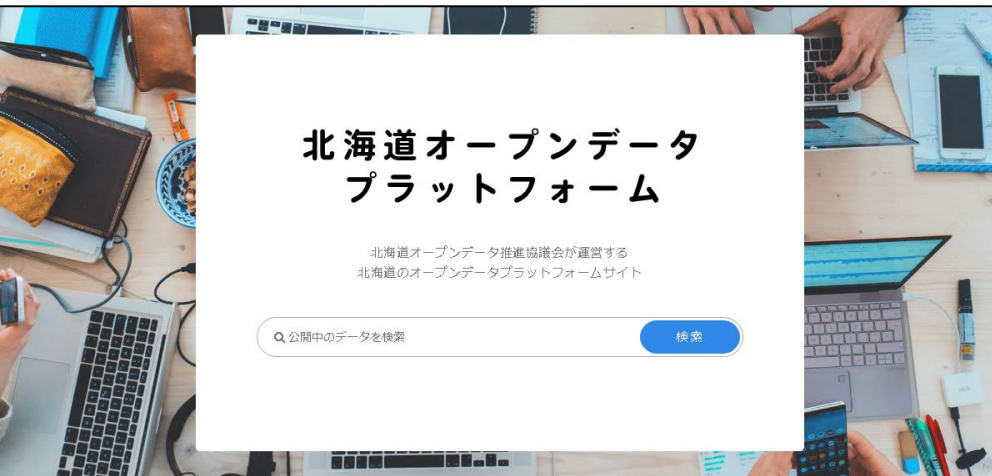 北海道オープンデータ
プラットフォーム
北海道オープンデータ推進協議会が運営する
北海道のオープンデータプラットフォームサイト
公開中のデータを検索
検索